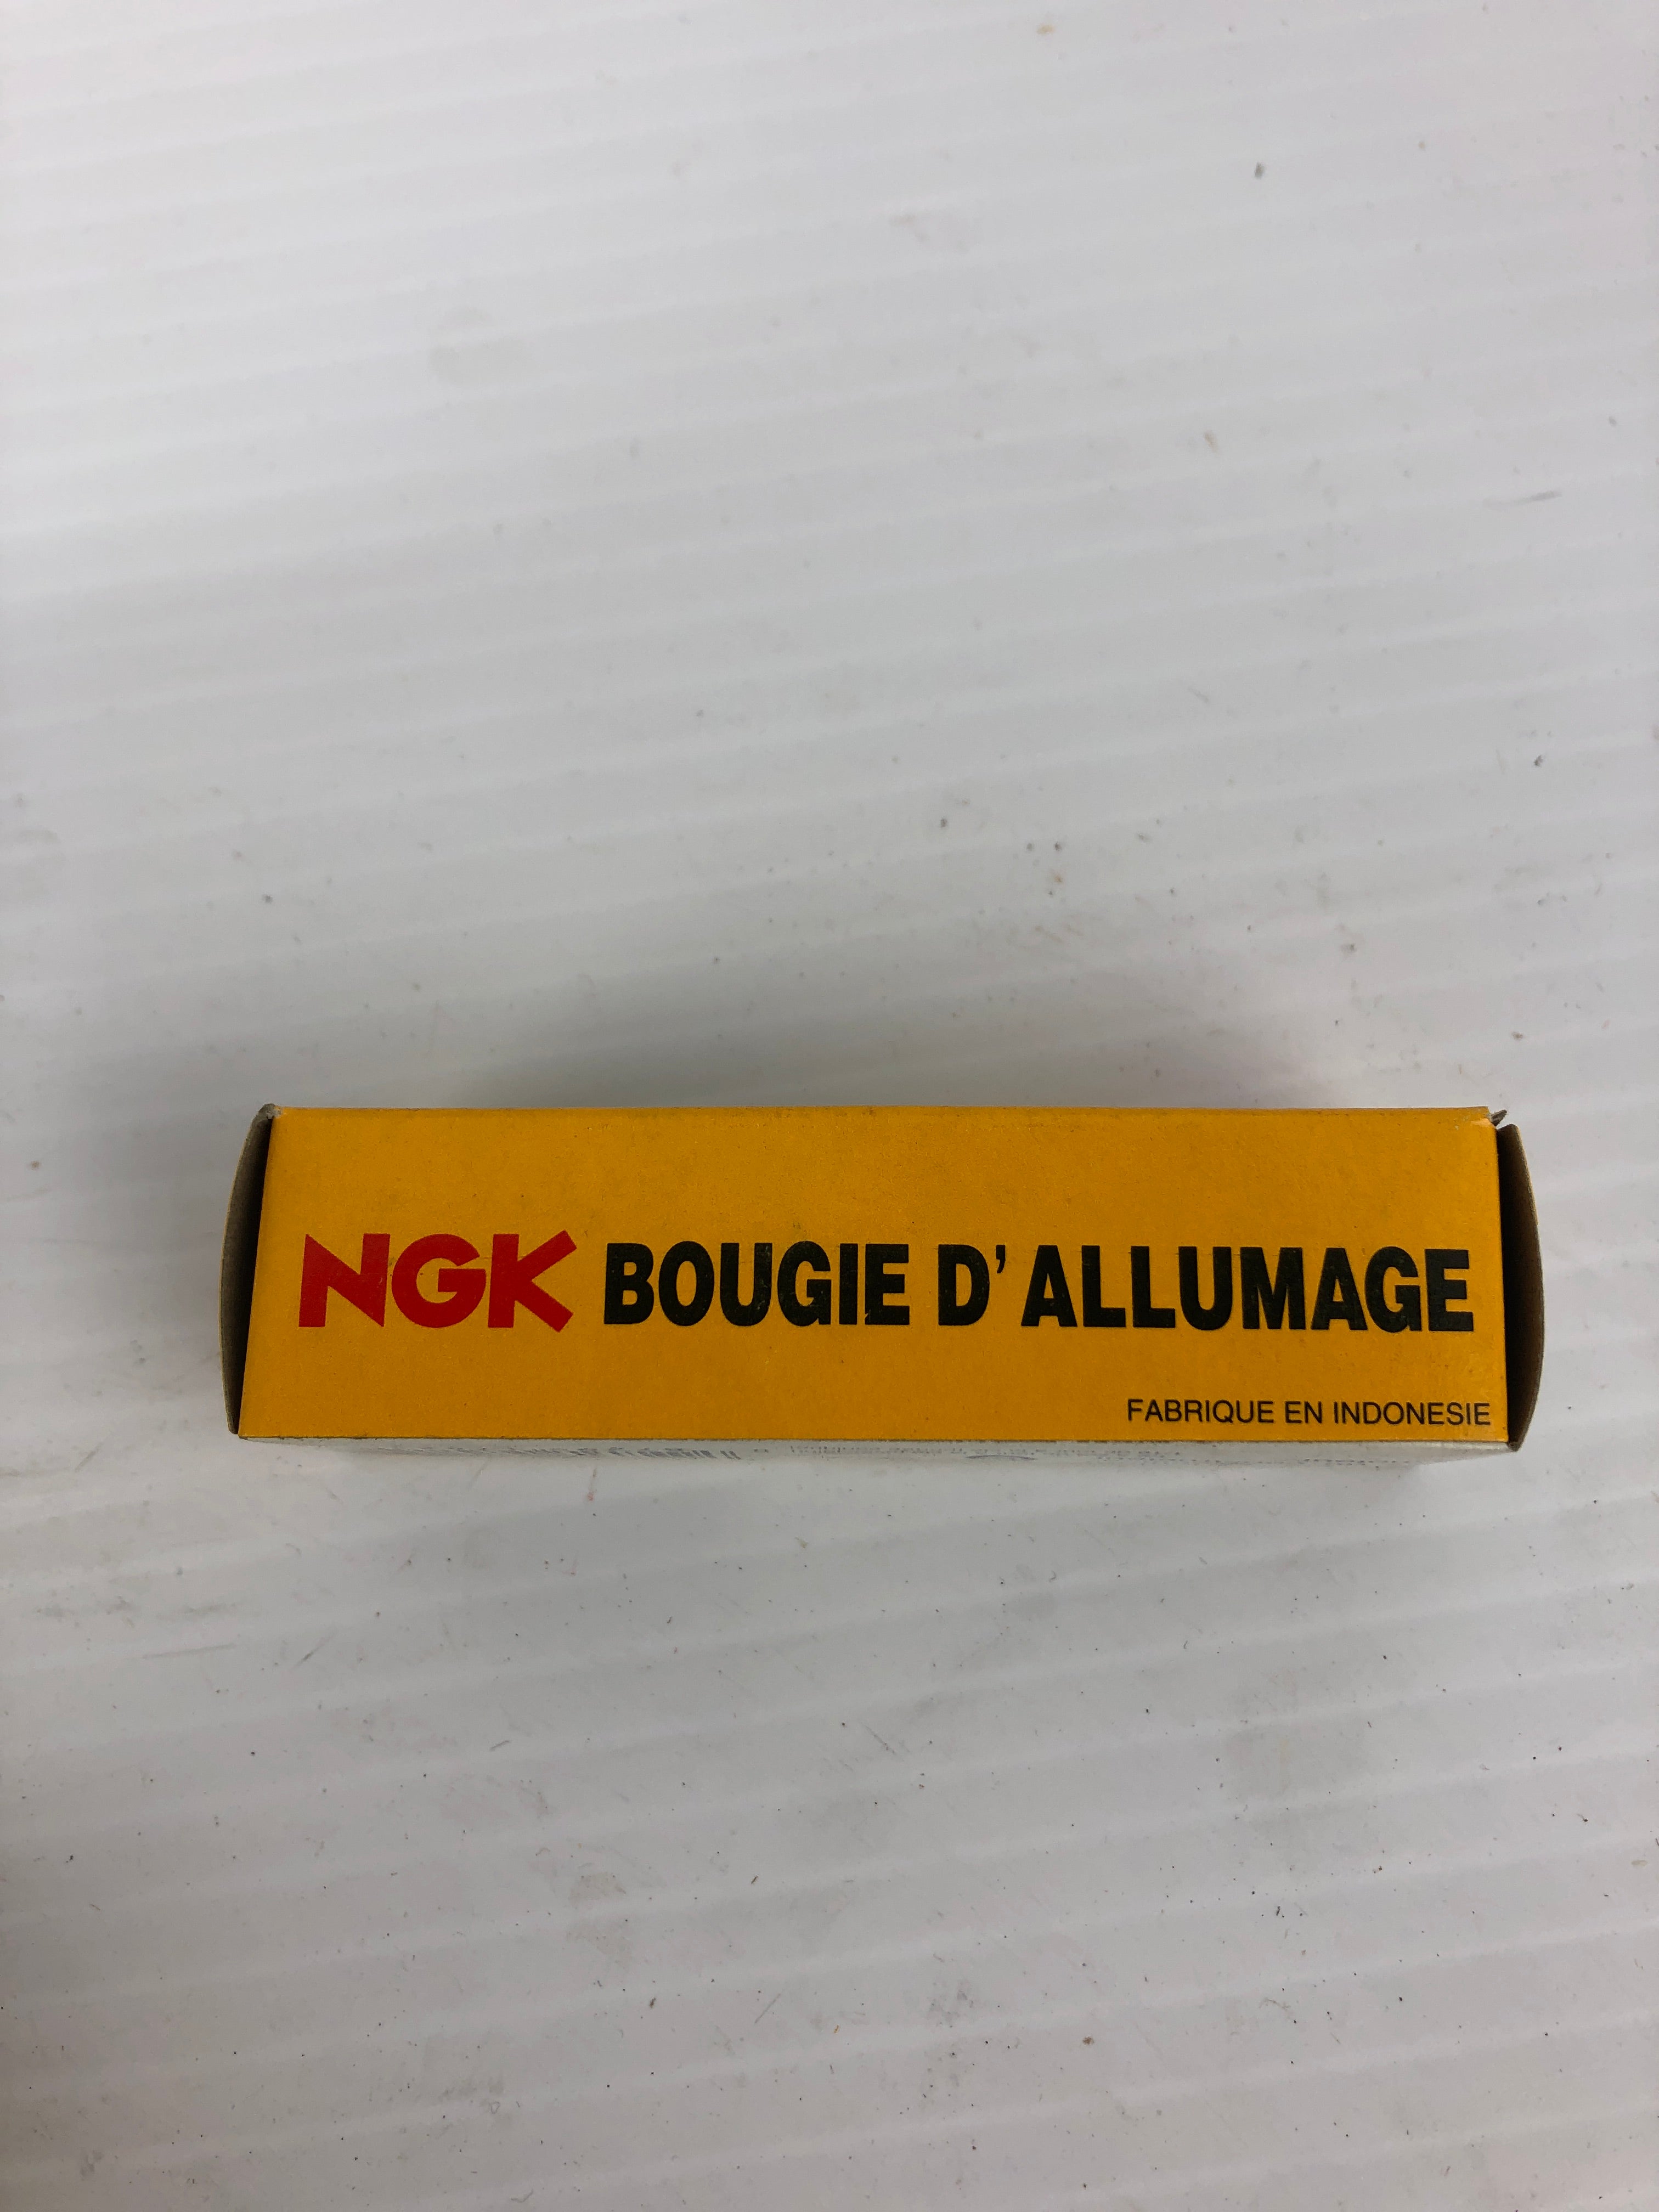 NGK BOUGIE D'ALLUMAGE
FABRIQUE EN INDONESIE